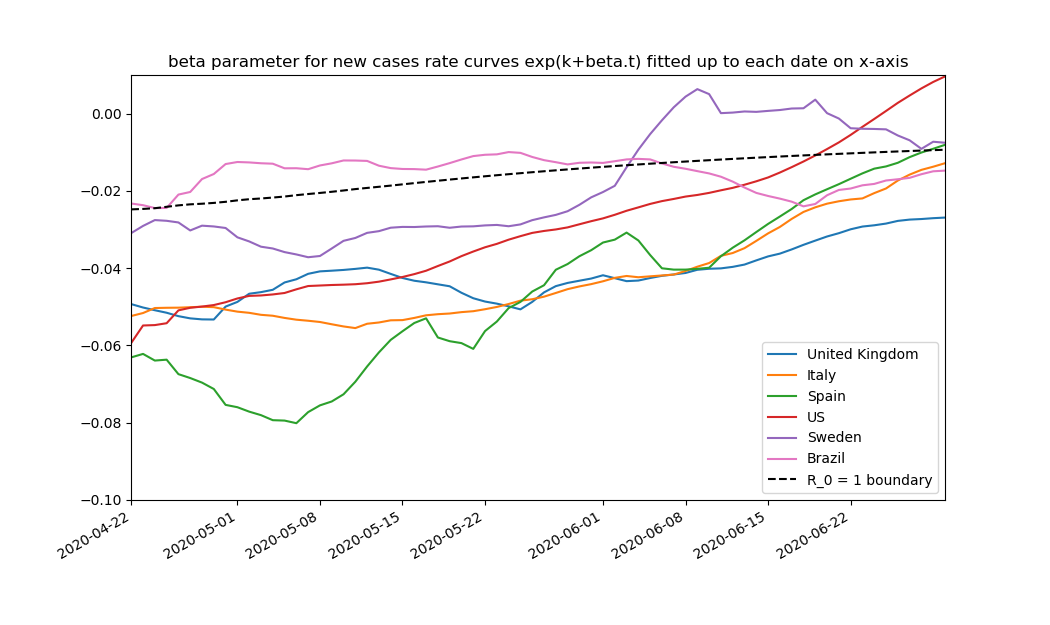 beta parameter for new cases rate curves exp(k+beta.t) fitted up to each date on x-axis
0.00
−0.02
−0.04
−0.06
−0.08
−0.10
2020-04-22
2020-05-01
2020-05-08
2020-05-15
2020-05-22
2020-06-01
2020-06-08
2020-06-15
2020-06-22
United Kingdom
Italy
Spain
US
Sweden
Brazil
R_0 = 1 boundary